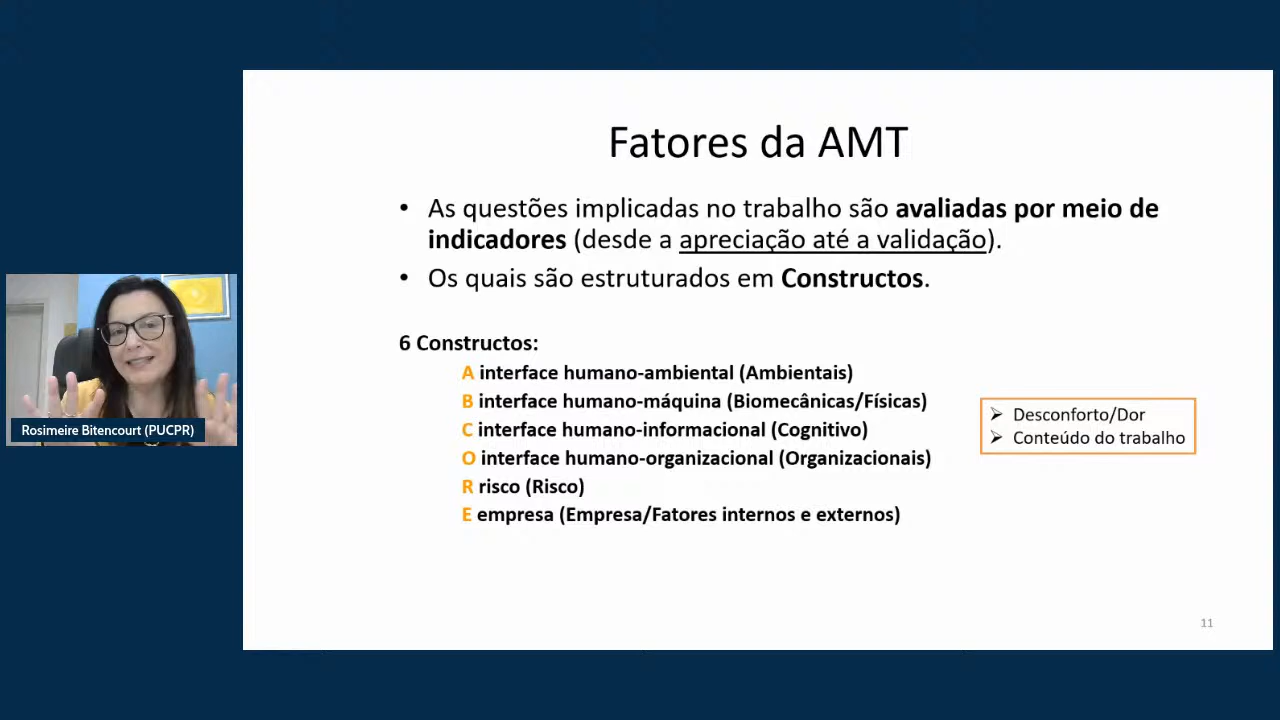 Fatores da AMT
• As questões implicadas no trabalho são avaliadas por meio de
indicadores (desde a apreciação até a validação).
• Os quais são estruturados em Constructos.
6 Constructos:
A interface humano-ambiental (Ambientais)
B interface humano-máquina (Biomecânicas/Físicas)
C interface humano-informacional (Cognitivo)
O interface humano-organizacional (Organizacionais)
R risco (Risco)
E empresa (Empresa/Fatores internos e externos)
➢ Desconforto/Dor
➢ Conteúdo do trabalho
Rosimeire Bitencourt (PUCPR)
11